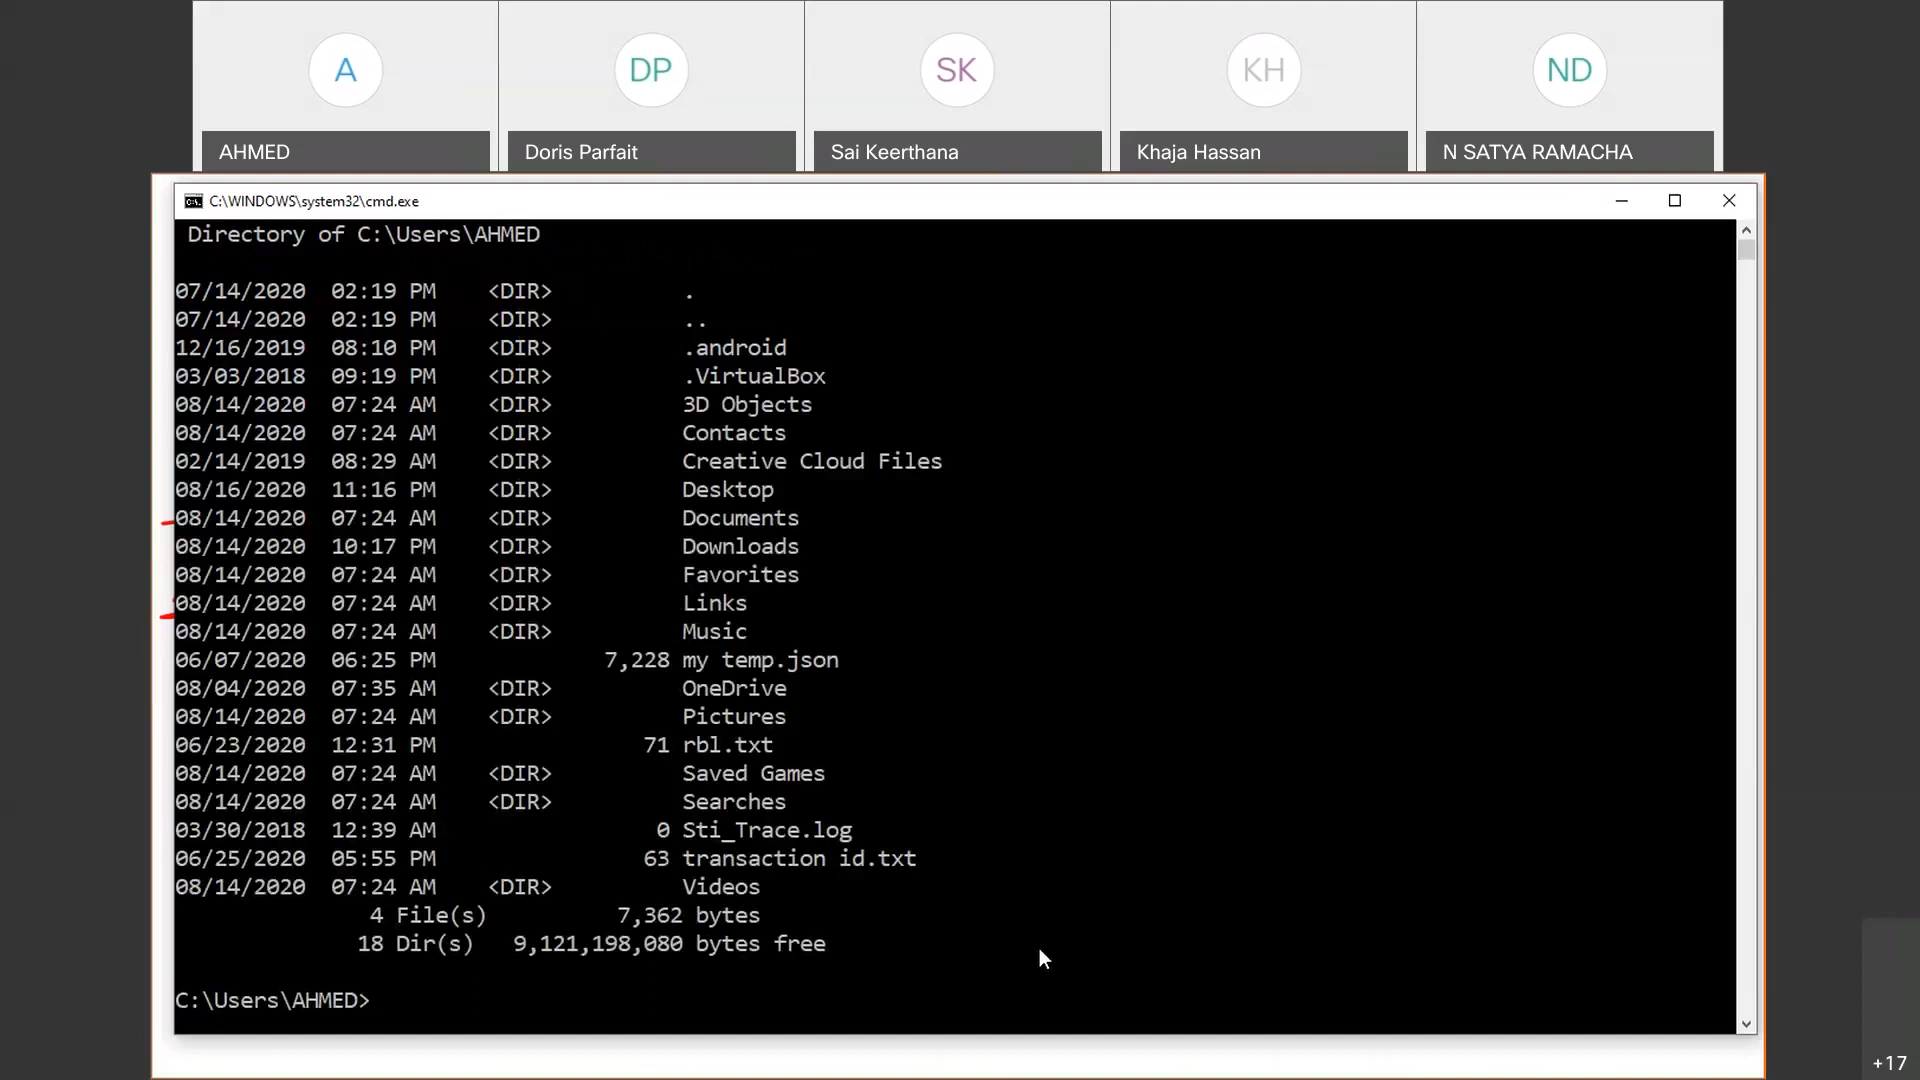 A
DP
SK
KH
ND
AHMED
Doris Parfait
Sai Keerthana
Khaja Hassan
N SATYA RAMACHA
C:\WINDOWS\system32\cmd.exe
Directory of C:\Users\AHMED
07/14/2020  02:19 PM    <DIR>          .
07/14/2020  02:19 PM    <DIR>          ..
12/16/2019  08:10 PM    <DIR>          .android
03/03/2018  09:19 PM    <DIR>          .VirtualBox
08/14/2020  07:24 AM    <DIR>          3D Objects
08/14/2020  07:24 AM    <DIR>          Contacts
02/14/2019  08:29 AM    <DIR>          Creative Cloud Files
08/16/2020  11:16 PM    <DIR>          Desktop
08/14/2020  07:24 AM    <DIR>          Documents
08/14/2020  10:17 PM    <DIR>          Downloads
08/14/2020  07:24 AM    <DIR>          Favorites
08/14/2020  07:24 AM    <DIR>          Links
08/14/2020  07:24 AM    <DIR>          Music
06/07/2020  06:25 PM             7,228 my temp.json
08/04/2020  07:35 AM    <DIR>          OneDrive
08/14/2020  07:24 AM    <DIR>          Pictures
06/23/2020  12:31 PM                71 rbl.txt
08/14/2020  07:24 AM    <DIR>          Saved Games
08/14/2020  07:24 AM    <DIR>          Searches
03/30/2018  12:39 AM                 0 Sti_Trace.log
06/25/2020  05:55 PM                63 transaction id.txt
08/14/2020  07:24 AM    <DIR>          Videos
4 File(s)          7,362 bytes
18 Dir(s)   9,121,198,080 bytes free
C:\Users\AHMED>
+17